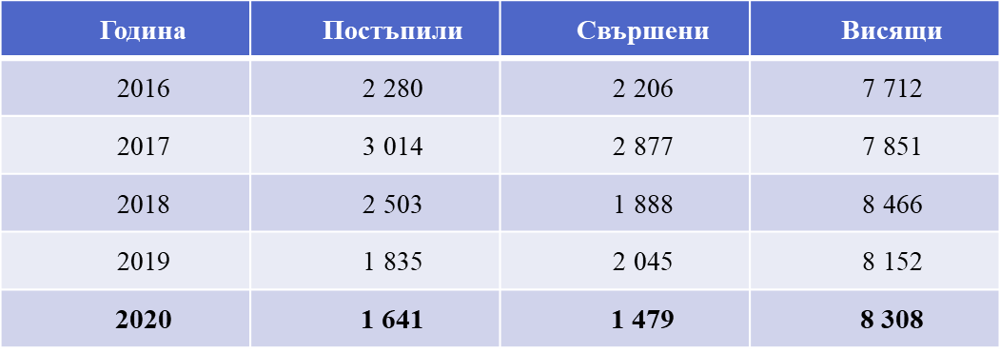 Година Постъпили Свършени Висящи
2016 2 280 2 206 7 712
2017 3 014 2 877 7 851
2018 2 503 1 888 8 466
2019 1 835 2 045 8 152
2020 1 641 1 479 8 308